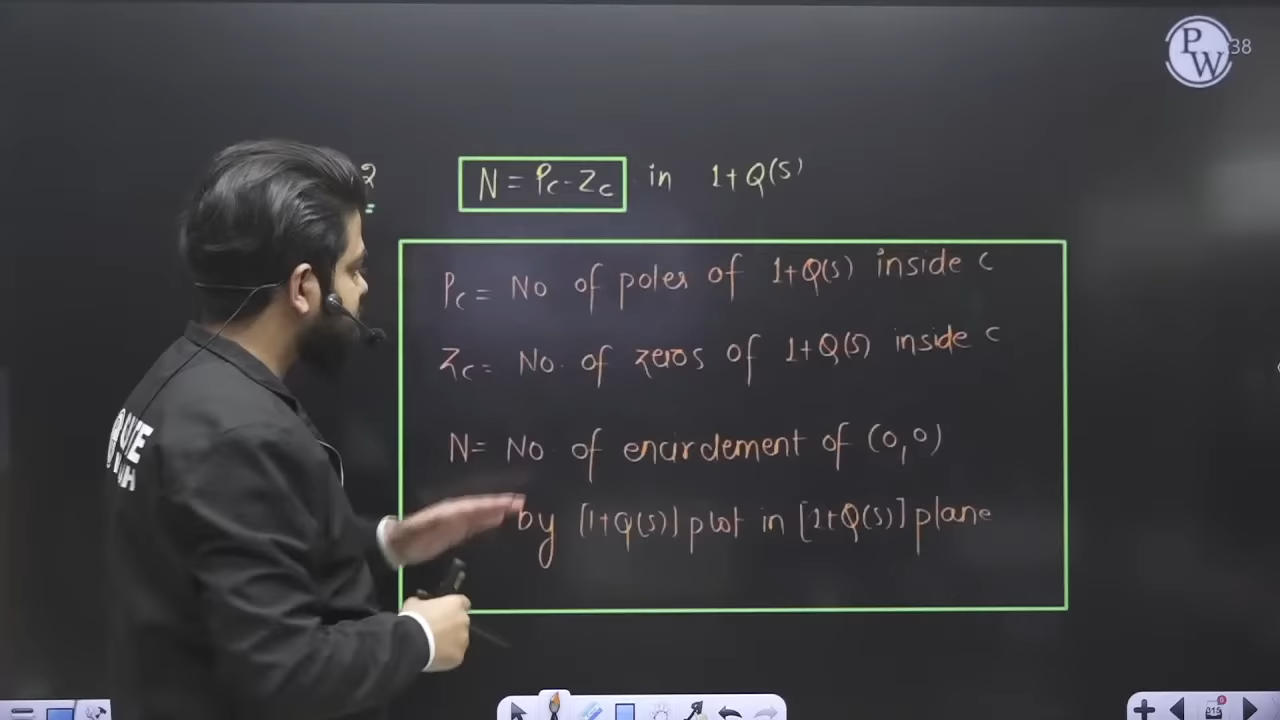 P
W
38
2
N = Pc - Zc in 1+Q(s)
Pc = No of poles of 1+Q(s) inside c
Zc = No. of zeros of 1+Q(s) inside c
N = No. of encirclement of (0,0)
by [1+Q(s)] plot in [1+Q(s)] plane